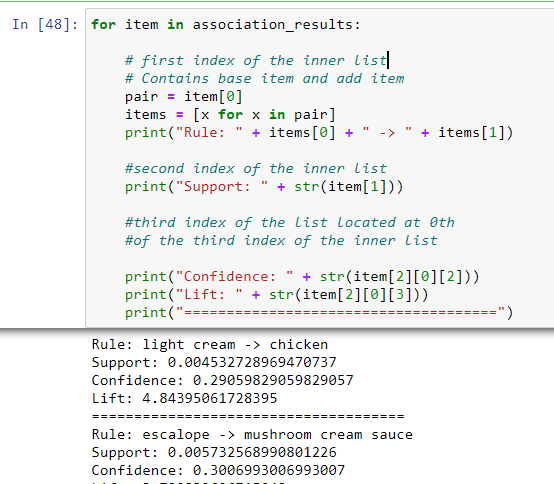 In [48]: for item in association_results:
# first index of the inner list
# Contains base item and add item
pair = item[0]
items = [x for x in pair]
print("Rule: " + items[0] + " -> " + items[1])
#second index of the inner list
print("Support: " + str(item[1]))
#third index of the list located at 0th
#of the third index of the inner list
print("Confidence: " + str(item[2][0][2]))
print("Lift: " + str(item[2][0][3]))
print("=====================================")
Rule: light cream -> chicken
Support: 0.004532728969470737
Confidence: 0.29059829059829057
Lift: 4.84395061728395
=====================================
Rule: escalope -> mushroom cream sauce
Support: 0.005732568990801226
Confidence: 0.3006993006993007